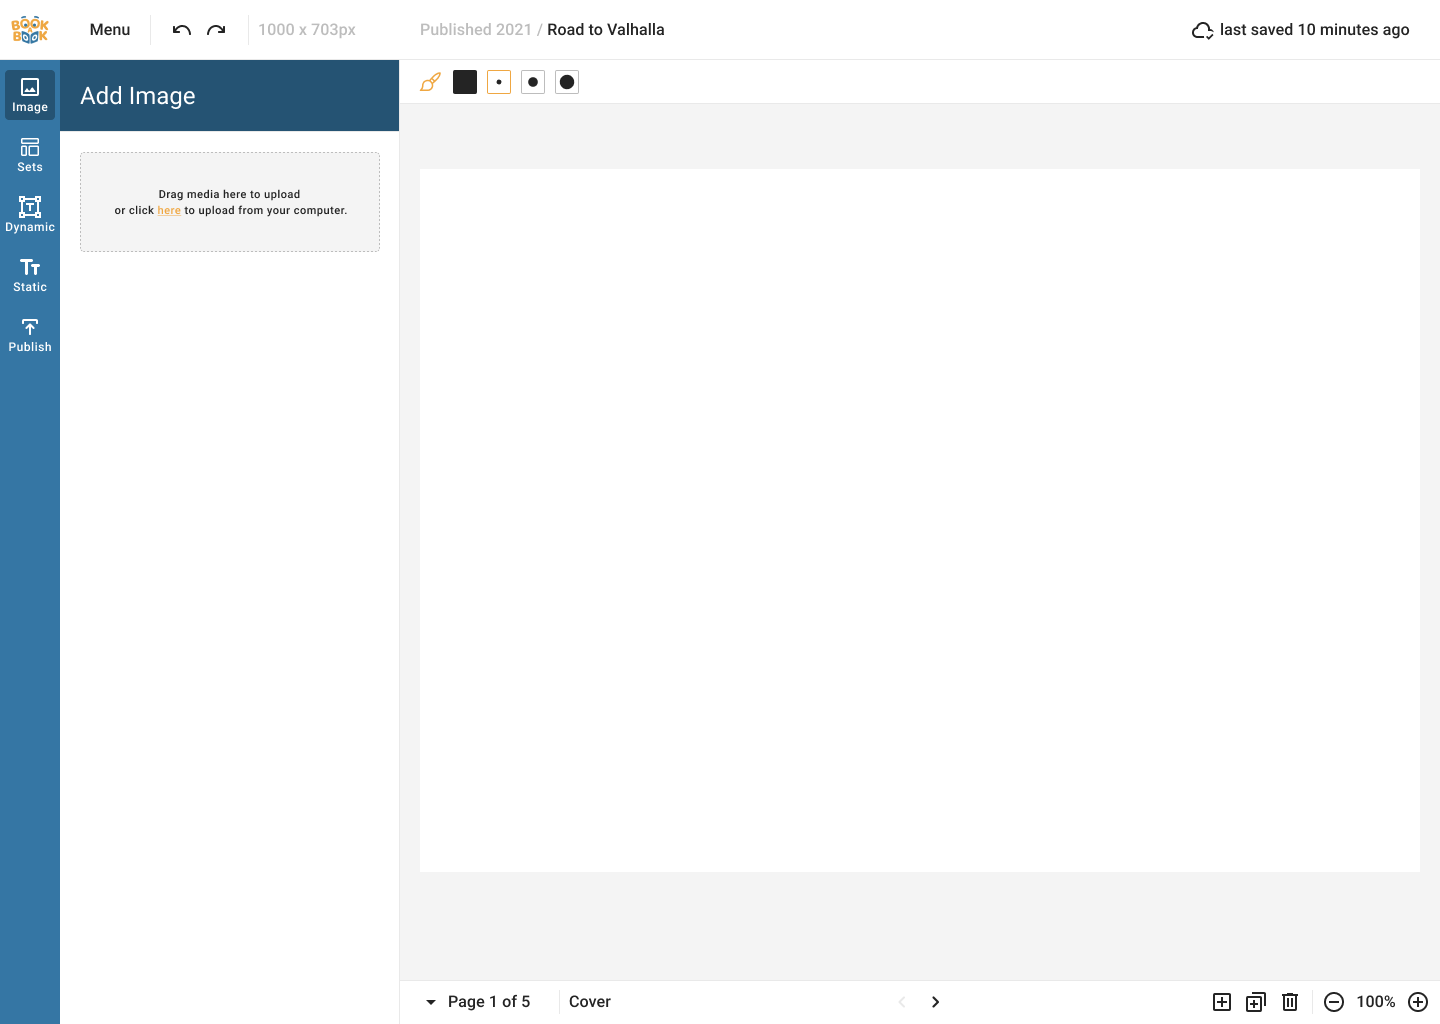 BOOK
A
BOOK
Menu
1000 x 703px
Published 2021 / Road to Valhalla
last saved 10 minutes ago
Image
Sets
Dynamic
Static
Publish
Add Image
Drag media here to upload
or click here to upload from your computer.
Page 1 of 5
Cover
100%